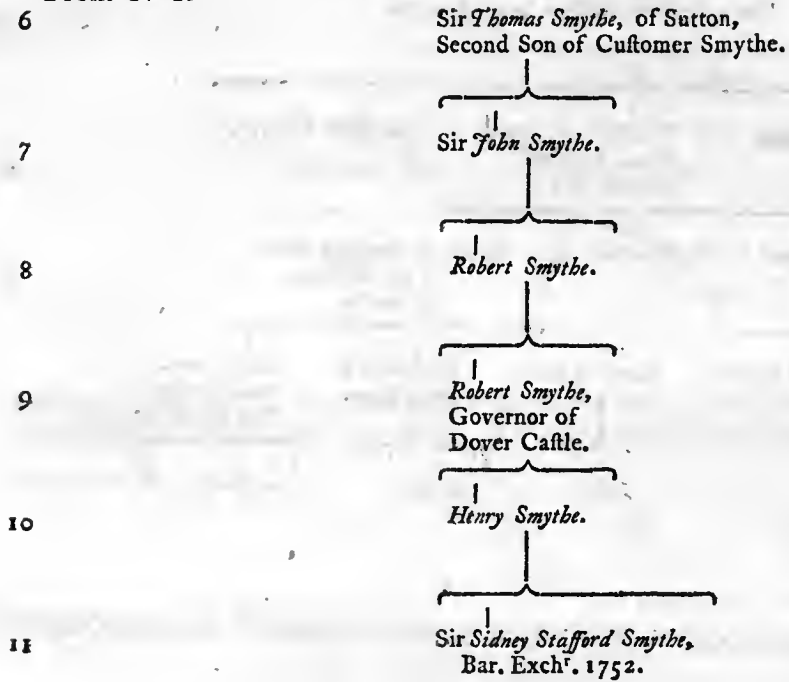 6 Sir Thomas Smythe, of Sutton,
Second Son of Cuſtomer Smythe.
7 Sir John Smythe.
8 Robert Smythe.
9 Robert Smythe,
Governor of
Dover Caſtle.
10 Henry Smythe.
11 Sir Sidney Stafford Smythe,
Bar. Exchʳ. 1752.